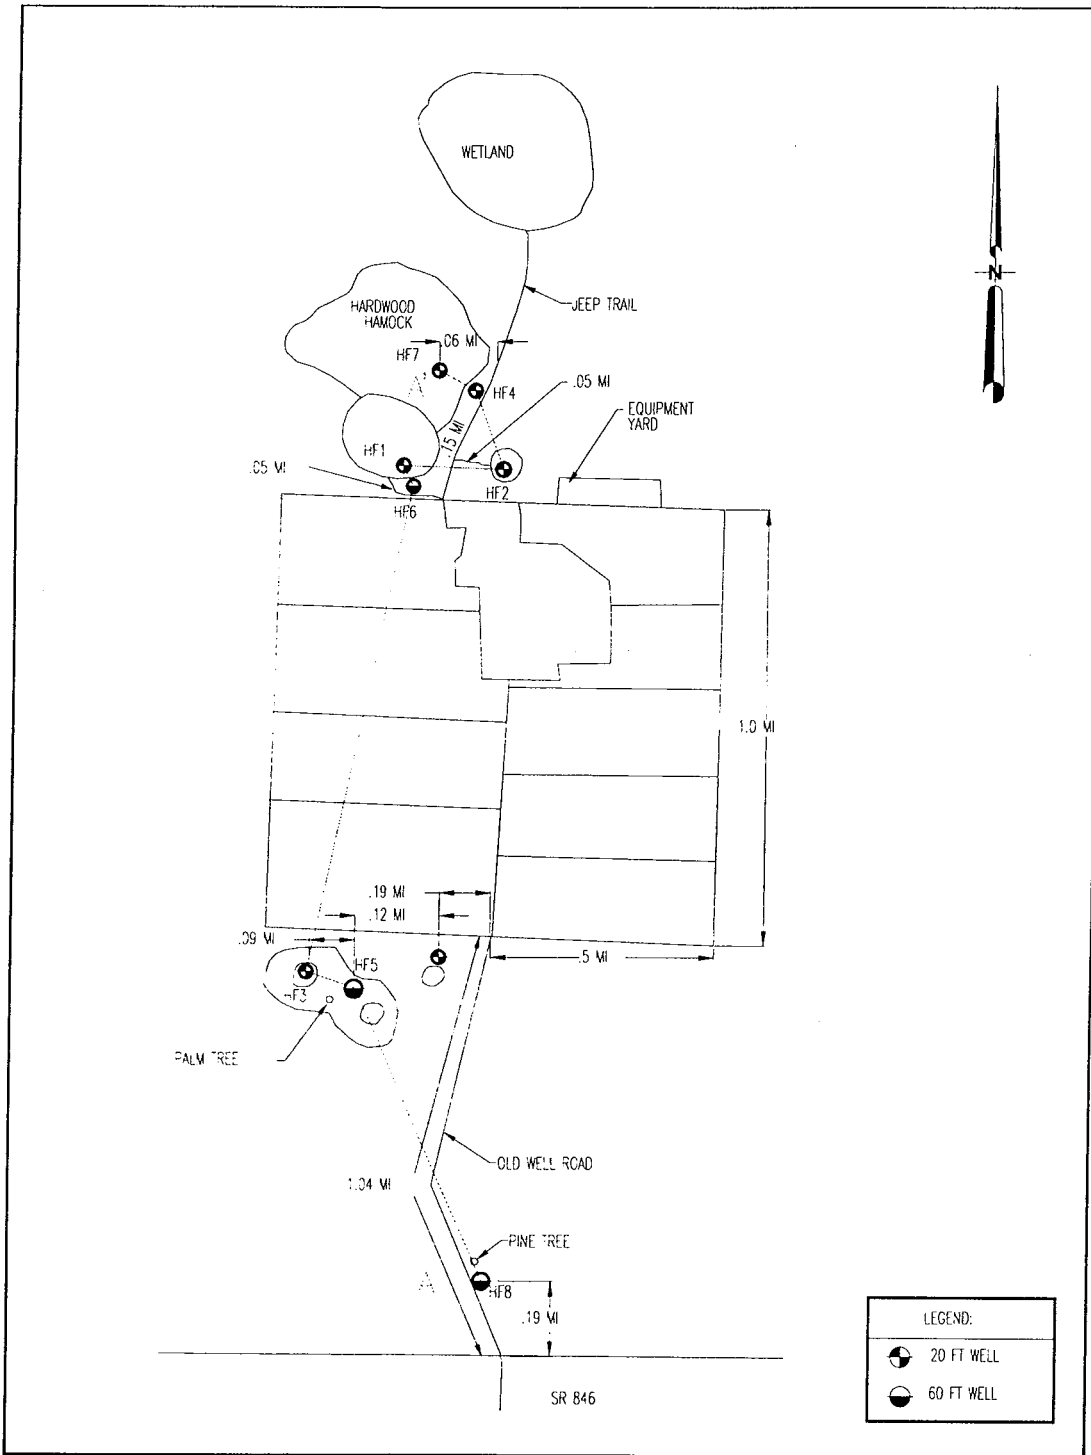 WETLAND
N
JEEP TRAIL
HARDWOOD
HAMOCK
.06 MI
HF7
A'
HF4
.05 MI
.15 MI
EQUIPMENT
YARD
HF1
.05 MI
HF2
HF6
1.0 MI
.19 MI
.12 MI
.09 MI
HF5
.5 MI
HF3
PALM TREE
OLD WELL ROAD
1.04 MI
PINE TREE
A
HF8
.19 MI
LEGEND:
20 FT WELL
60 FT WELL
SR 846